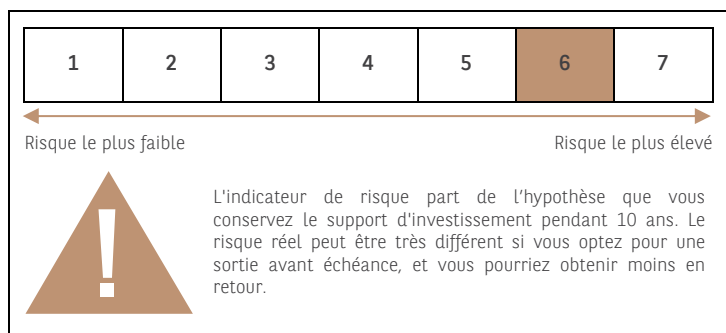 1 2 3 4 5 6 7
Risque le plus faible Risque le plus élevé
!
L'indicateur de risque part de l’hypothèse que vous
conservez le support d'investissement pendant 10 ans. Le
risque réel peut être très différent si vous optez pour une
sortie avant échéance, et vous pourriez obtenir moins en
retour.